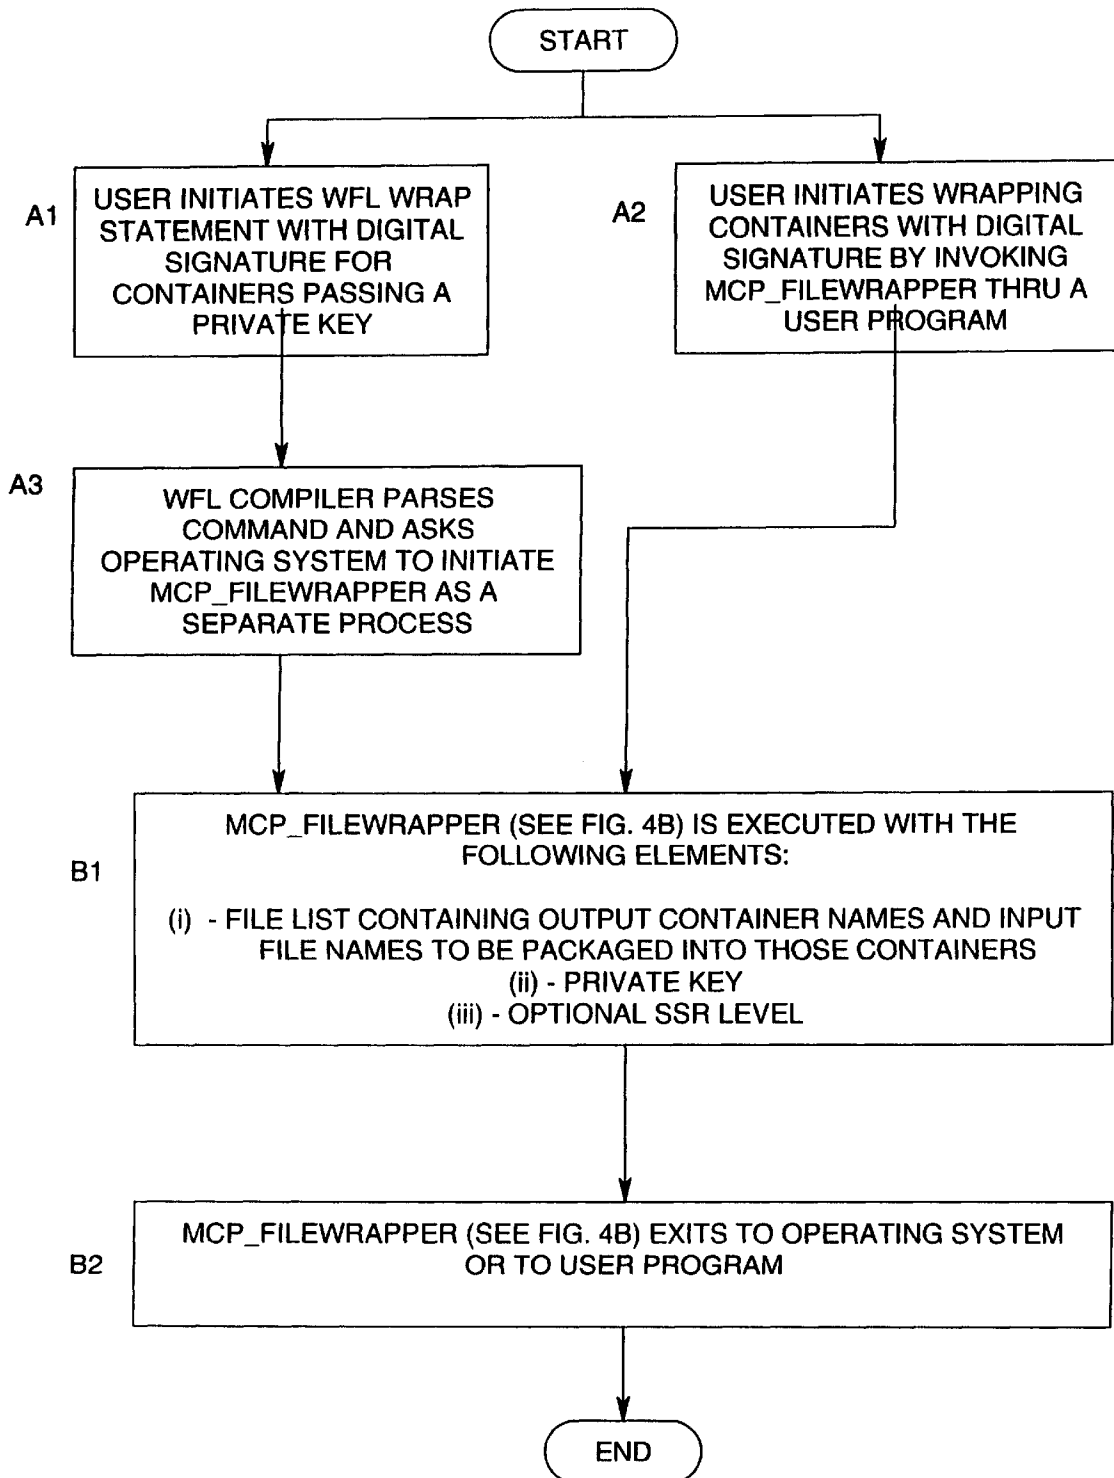 START
A1
USER INITIATES WFL WRAP
STATEMENT WITH DIGITAL
SIGNATURE FOR
CONTAINERS PASSING A
PRIVATE KEY
A2
USER INITIATES WRAPPING
CONTAINERS WITH DIGITAL
SIGNATURE BY INVOKING
MCP_FILEWRAPPER THRU A
USER PROGRAM
A3
WFL COMPILER PARSES
COMMAND AND ASKS
OPERATING SYSTEM TO INITIATE
MCP_FILEWRAPPER AS A
SEPARATE PROCESS
B1
MCP_FILEWRAPPER (SEE FIG. 4B) IS EXECUTED WITH THE
FOLLOWING ELEMENTS:
(i) - FILE LIST CONTAINING OUTPUT CONTAINER NAMES AND INPUT
FILE NAMES TO BE PACKAGED INTO THOSE CONTAINERS
(ii) - PRIVATE KEY
(iii) - OPTIONAL SSR LEVEL
B2
MCP_FILEWRAPPER (SEE FIG. 4B) EXITS TO OPERATING SYSTEM
OR TO USER PROGRAM
END